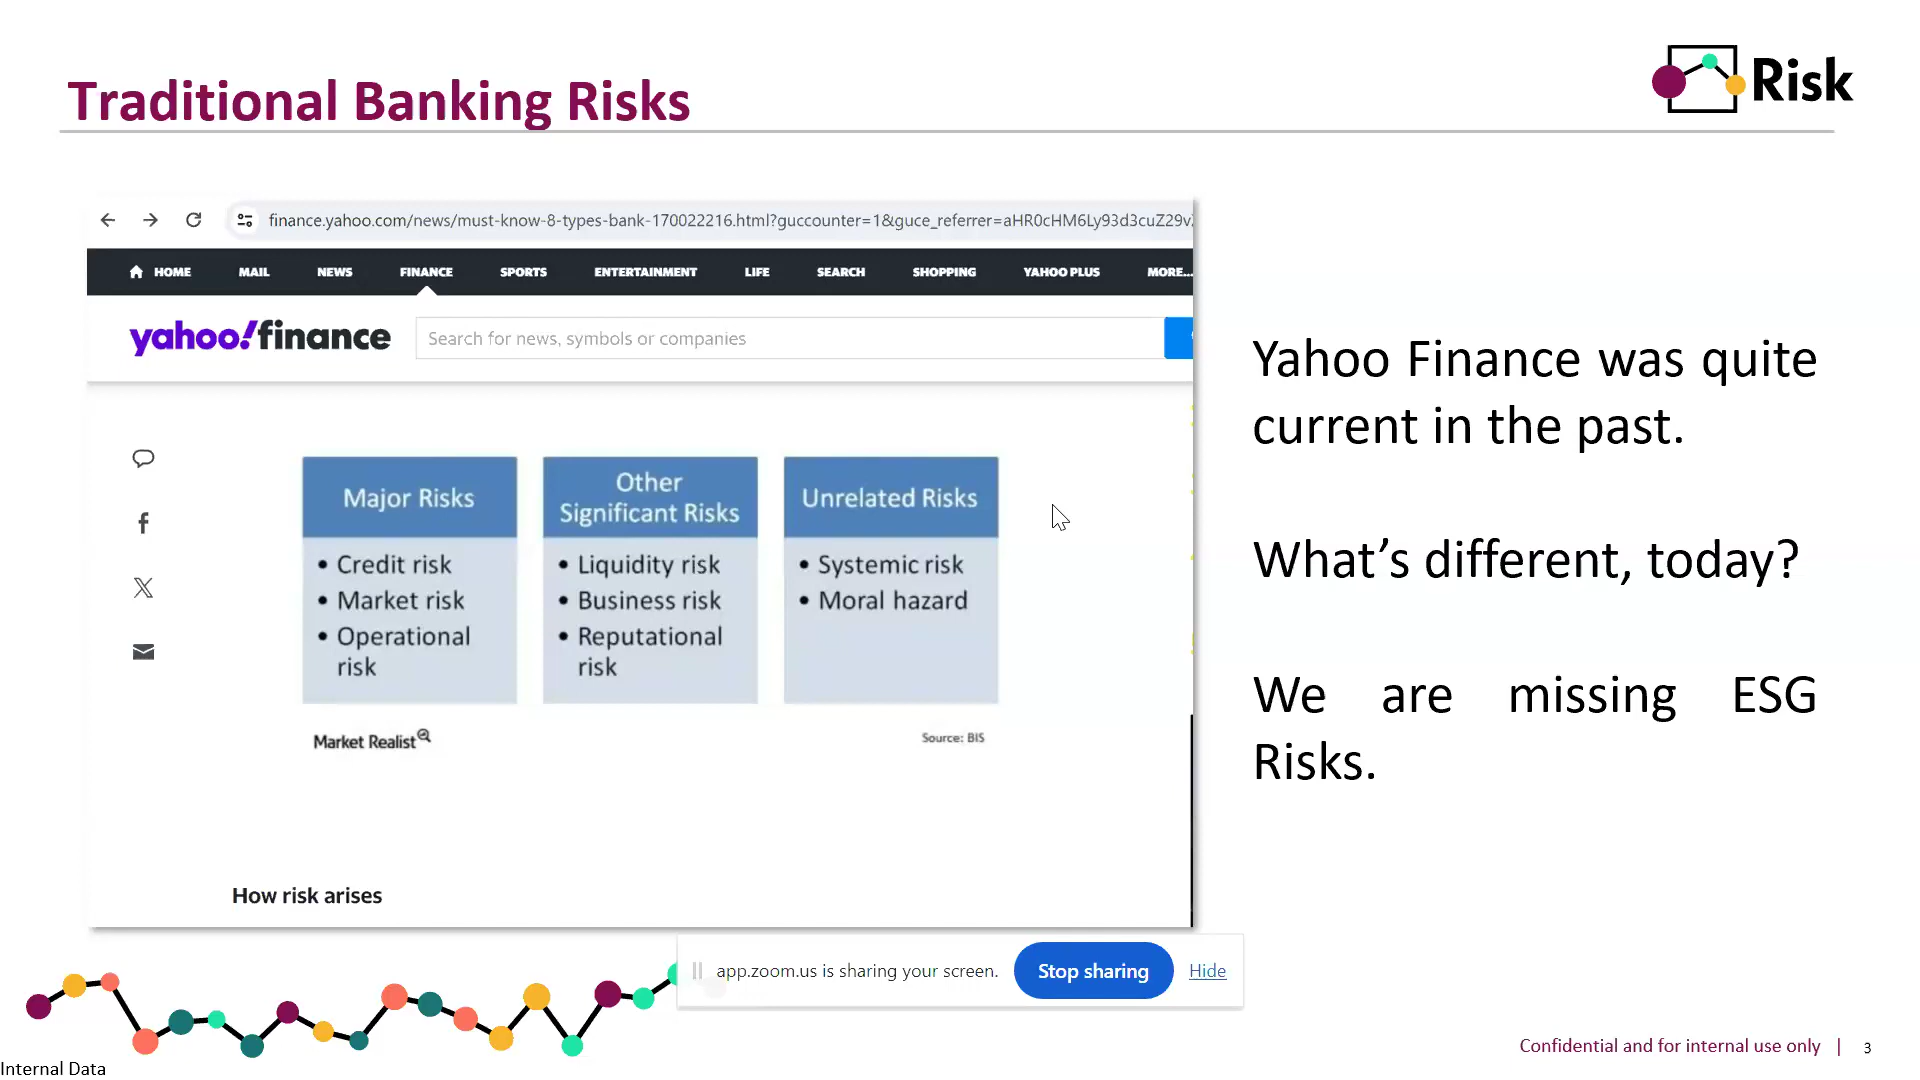 Traditional Banking Risks
Risk
finance.yahoo.com/news/must-know-8-types-bank-170022216.html?guccounter=1&guce_referrer=aHR0cHM6Ly93d3cuZ29v
HOME MAIL NEWS FINANCE SPORTS ENTERTAINMENT LIFE SEARCH SHOPPING YAHOO PLUS MORE...
yahoo!finance
Search for news, symbols or companies
Major Risks
• Credit risk
• Market risk
• Operational
risk
Other
Significant Risks
• Liquidity risk
• Business risk
• Reputational
risk
Unrelated Risks
• Systemic risk
• Moral hazard
Market Realist
Source: BIS
How risk arises
Yahoo Finance was quite
current in the past.
What’s different, today?
We are missing ESG
Risks.
app.zoom.us is sharing your screen. Stop sharing Hide
Confidential and for internal use only | 3
Internal Data